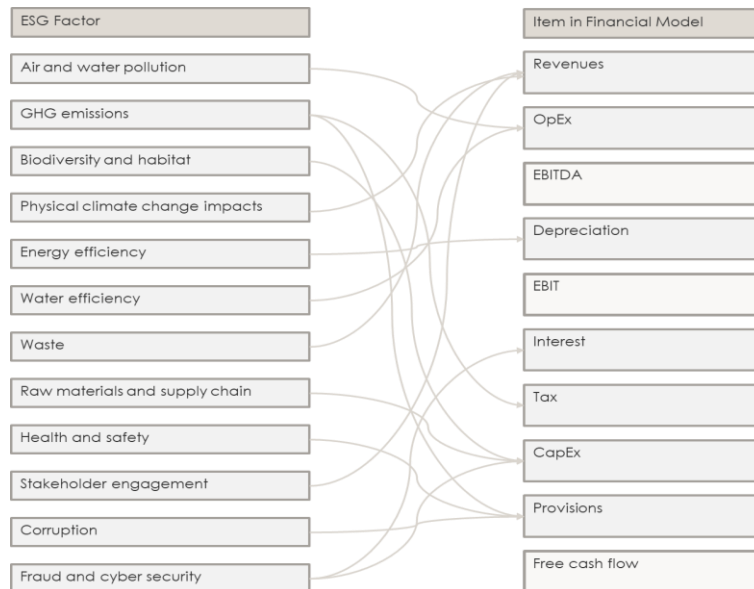 ESG Factor
Air and water pollution
GHG emissions
Biodiversity and habitat
Physical climate change impacts
Energy efficiency
Water efficiency
Waste
Raw materials and supply chain
Health and safety
Stakeholder engagement
Corruption
Fraud and cyber security
Item in Financial Model
Revenues
OpEx
EBITDA
Depreciation
EBIT
Interest
Tax
CapEx
Provisions
Free cash flow